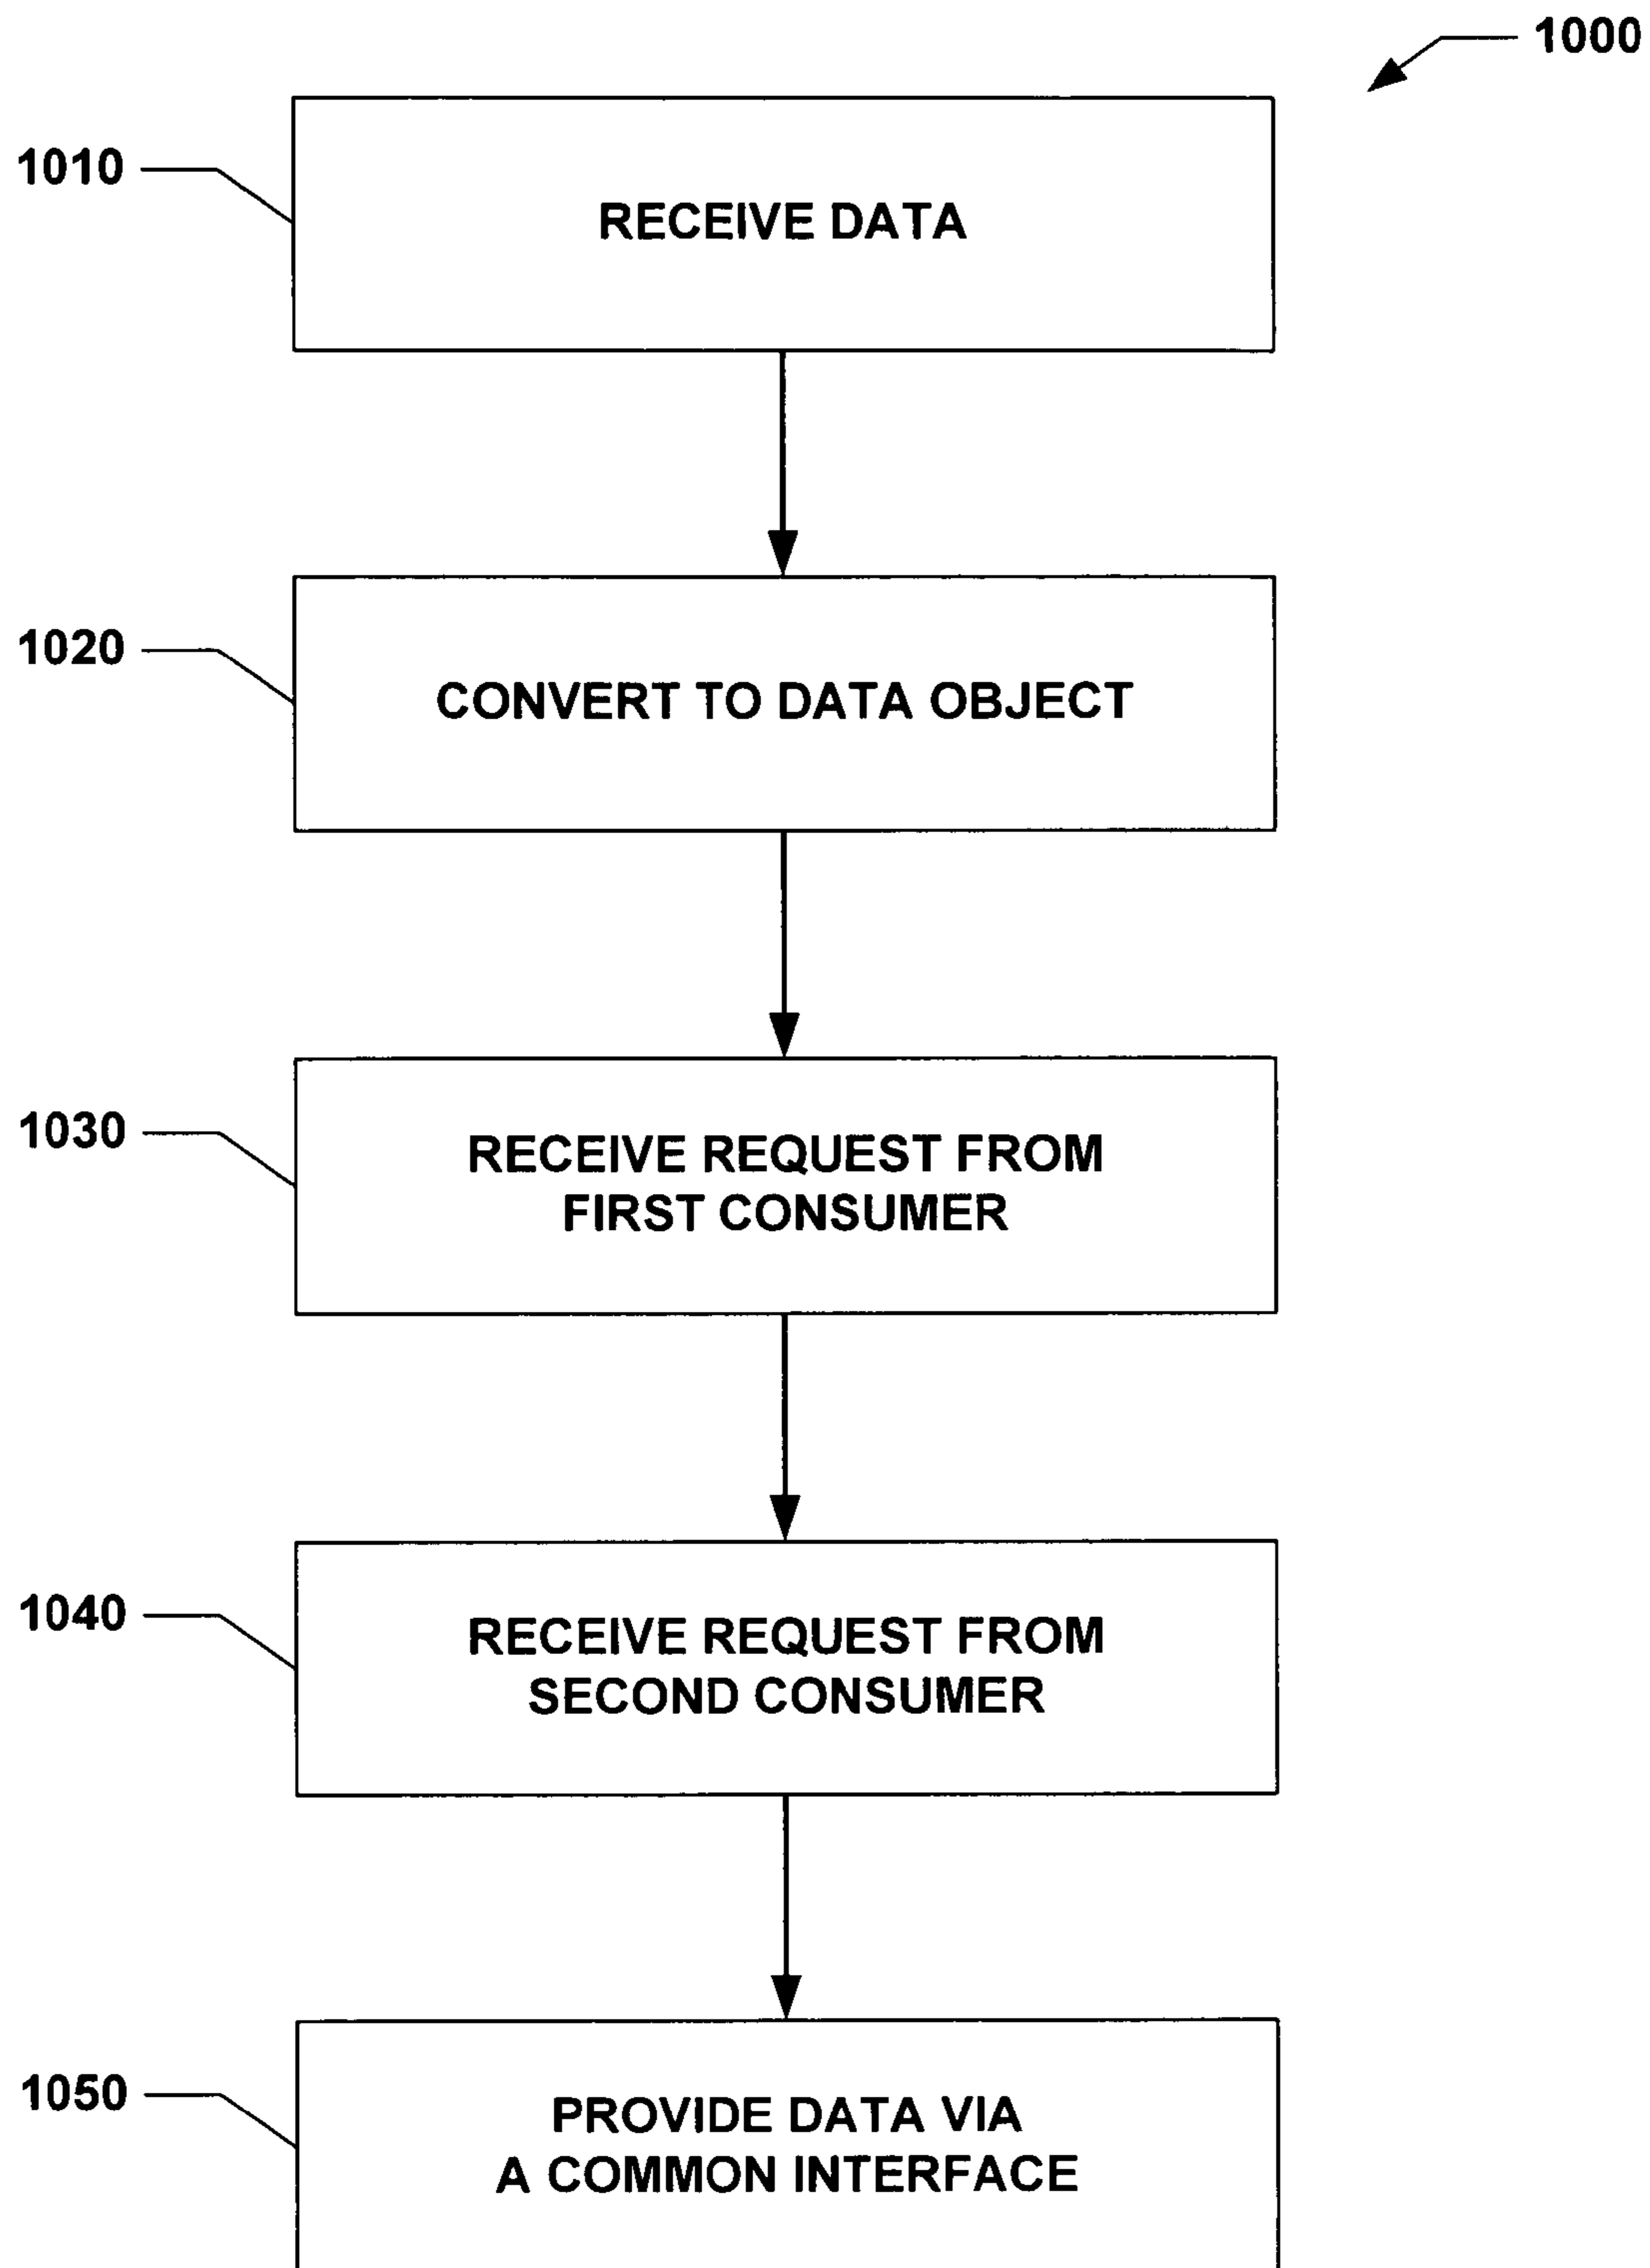 1000
1010
RECEIVE DATA
1020
CONVERT TO DATA OBJECT
1030
RECEIVE REQUEST FROM
FIRST CONSUMER
1040
RECEIVE REQUEST FROM
SECOND CONSUMER
1050
PROVIDE DATA VIA
A COMMON INTERFACE